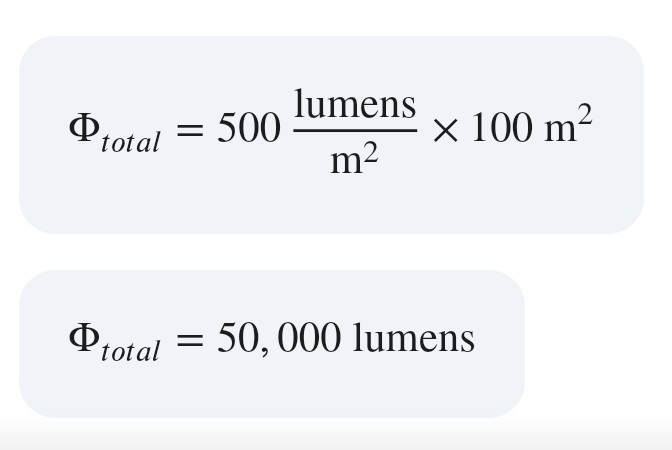 Φ_total = 500 lumens/m² × 100 m²
Φ_total = 50,000 lumens